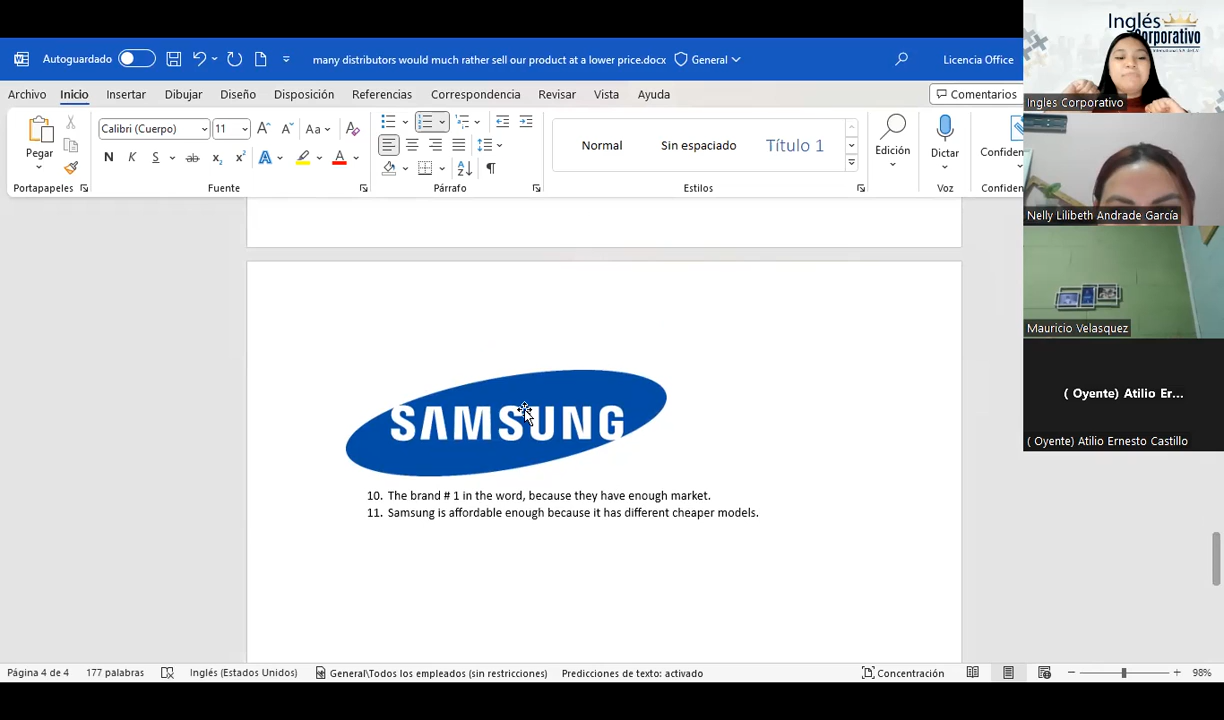 Autoguardado
many distributors would much rather sell our product at a lower price.docx
General
Licencia Office
Archivo Inicio Insertar Dibujar Diseño Disposición Referencias Correspondencia Revisar Vista Ayuda
Comentarios
Pegar
Portapapeles
Calibri (Cuerpo) 11
Aa
N K S ab x₂ x²
A A
Fuente
Párrafo
Normal Sin espaciado Título 1
Estilos
Edición
Dictar
Voz
Confiden
Confiden
SAMSUNG
10. The brand # 1 in the word, because they have enough market.
11. Samsung is affordable enough because it has different cheaper models.
Página 4 de 4 177 palabras Inglés (Estados Unidos) General\Todos los empleados (sin restricciones) Predicciones de texto: activado Concentración 98%
Inglés
Corporativo
Ingles Corporativo
Nelly Lilibeth Andrade García
Mauricio Velasquez
( Oyente) Atilio Er...
( Oyente) Atilio Ernesto Castillo